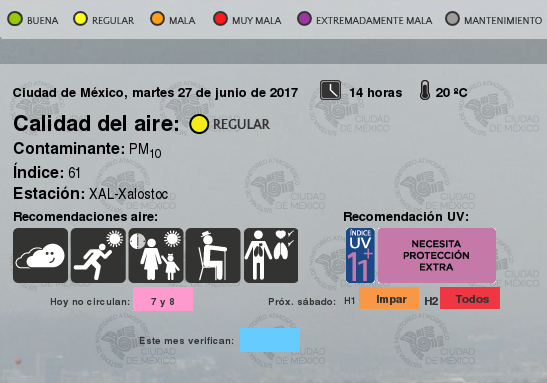 BUENA REGULAR MALA MUY MALA EXTREMADAMENTE MALA MANTENIMIENTO
Ciudad de México, martes 27 de junio de 2017 14 horas 20 ºC
Calidad del aire: REGULAR
Contaminante: PM10
Índice: 61
Estación: XAL-Xalostoc
Recomendaciones aire: Recomendación UV:
ÍNDICE
UV
11+
NECESITA
PROTECCIÓN
EXTRA
Hoy no circulan: 7 y 8 Próx. sábado: H1 Impar H2 Todos
Este mes verifican:
CIUDAD
DE MÉXICO